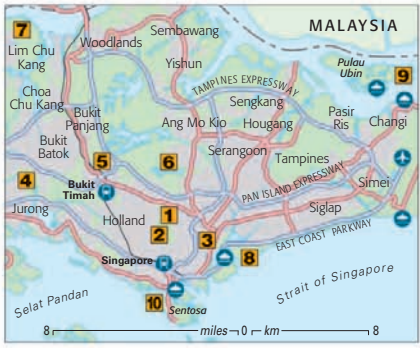 MALAYSIA
7
Sembawang
Woodlands
Lim Chu
Kang
Yishun
Pulau
Ubin
9
TAMPINES EXPRESSWAY
Choa
Chu Kang
Sengkang
Bukit
Panjang
Ang Mo Kio
Hougang
Pasir
Ris
Changi
Bukit
Batok
Serangoon
5
6
Tampines
4
Bukit
Timah
PAN ISLAND EXPRESSWAY
Simei
Jurong
Holland
1
Siglap
2
3
EAST COAST PARKWAY
8
Singapore
Selat Pandan
10
Sentosa
Strait of Singapore
8 miles 0 km 8